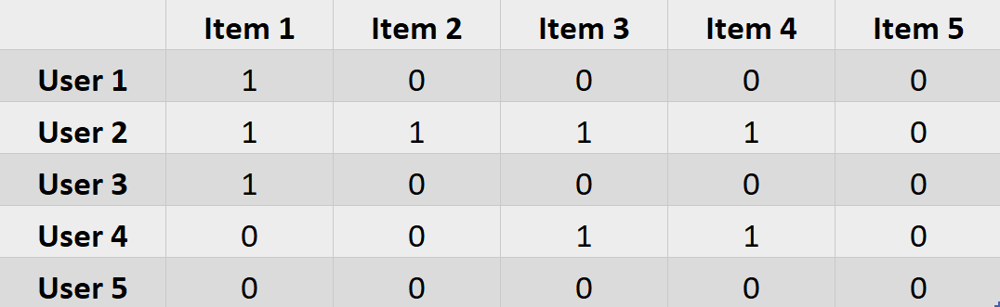 Item 1 Item 2 Item 3 Item 4 Item 5
User 1 1 0 0 0 0
User 2 1 1 1 1 0
User 3 1 0 0 0 0
User 4 0 0 1 1 0
User 5 0 0 0 0 0